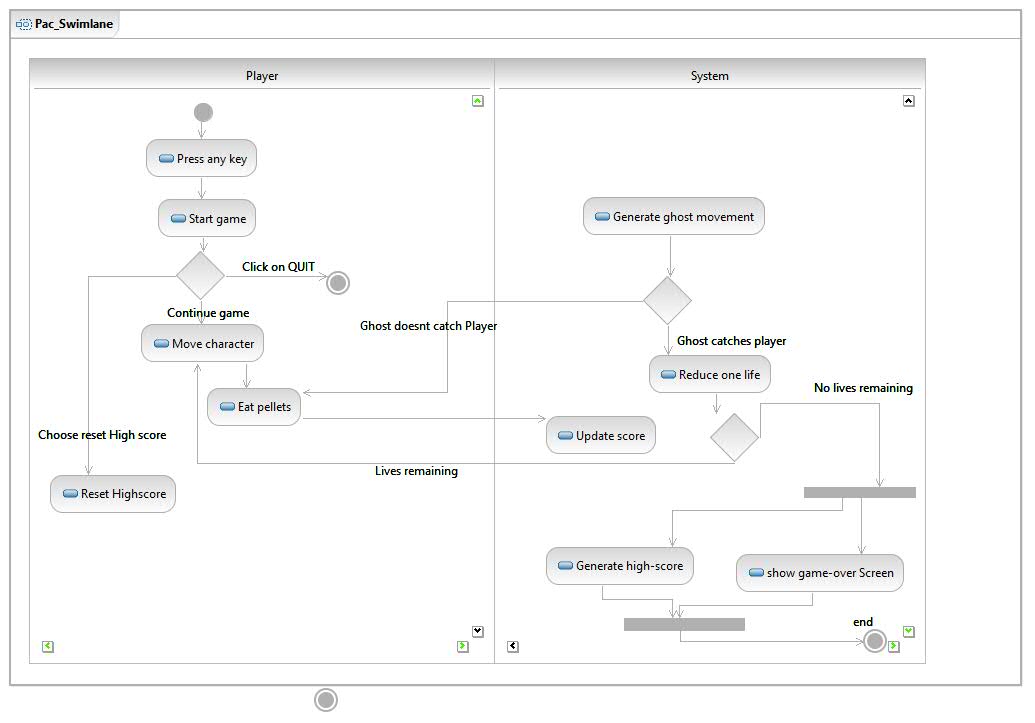 Pac_Swimlane
Player
System
Press any key
Start game
Generate ghost movement
Click on QUIT
Continue game
Ghost doesnt catch Player
Move character
Ghost catches player
Reduce one life
No lives remaining
Eat pellets
Choose reset High score
Update score
Lives remaining
Reset Highscore
Generate high-score
show game-over Screen
end